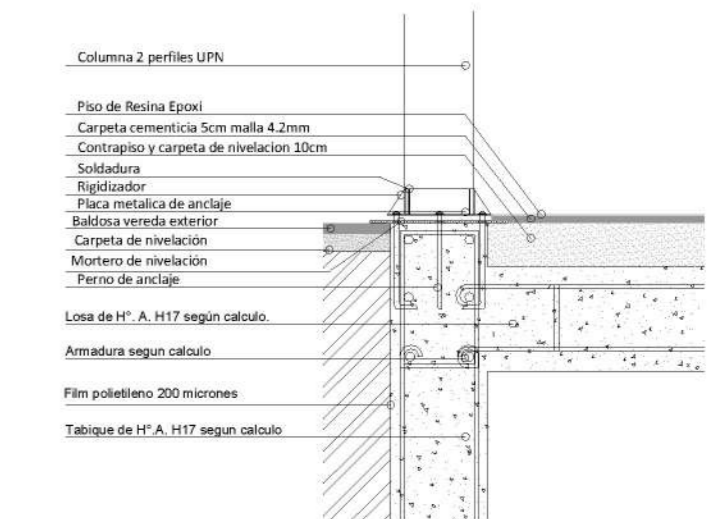 Columna 2 perfiles UPN
Piso de Resina Epoxi
Carpeta cementicia 5cm malla 4.2mm
Contrapiso y carpeta de nivelacion 10cm
Soldadura
Rigidizador
Placa metalica de anclaje
Baldosa vereda exterior
Carpeta de nivelación
Mortero de nivelación
Perno de anclaje
Losa de H°. A. H17 según calculo.
Armadura segun calculo
Film polietileno 200 micrones
Tabique de H°.A. H17 segun calculo